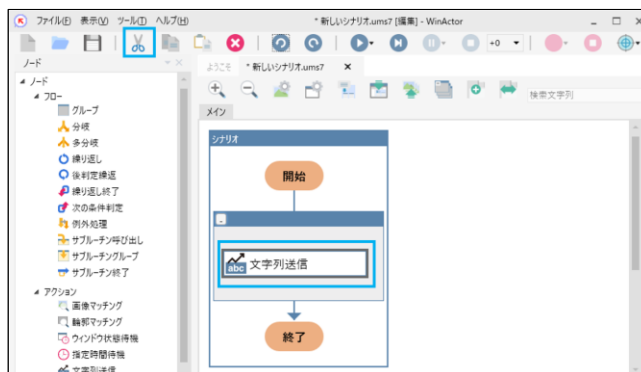 ファイル(F) 表示(V) ツール(T) ヘルプ(H)
* 新しいシナリオ.ums7 [編集] - WinActor
+0
ノード
ようこそ
* 新しいシナリオ.ums7
検索文字列
メイン
ノード
フロー
グループ
分岐
多分岐
繰り返し
後判定繰返
繰り返し終了
次の条件判定
例外処理
サブルーチン呼び出し
サブルーチングループ
サブルーチン終了
アクション
画像マッチング
輪郭マッチング
ウィンドウ状態待機
指定時間待機
文字列送信
シナリオ
開始
abc 文字列送信
終了